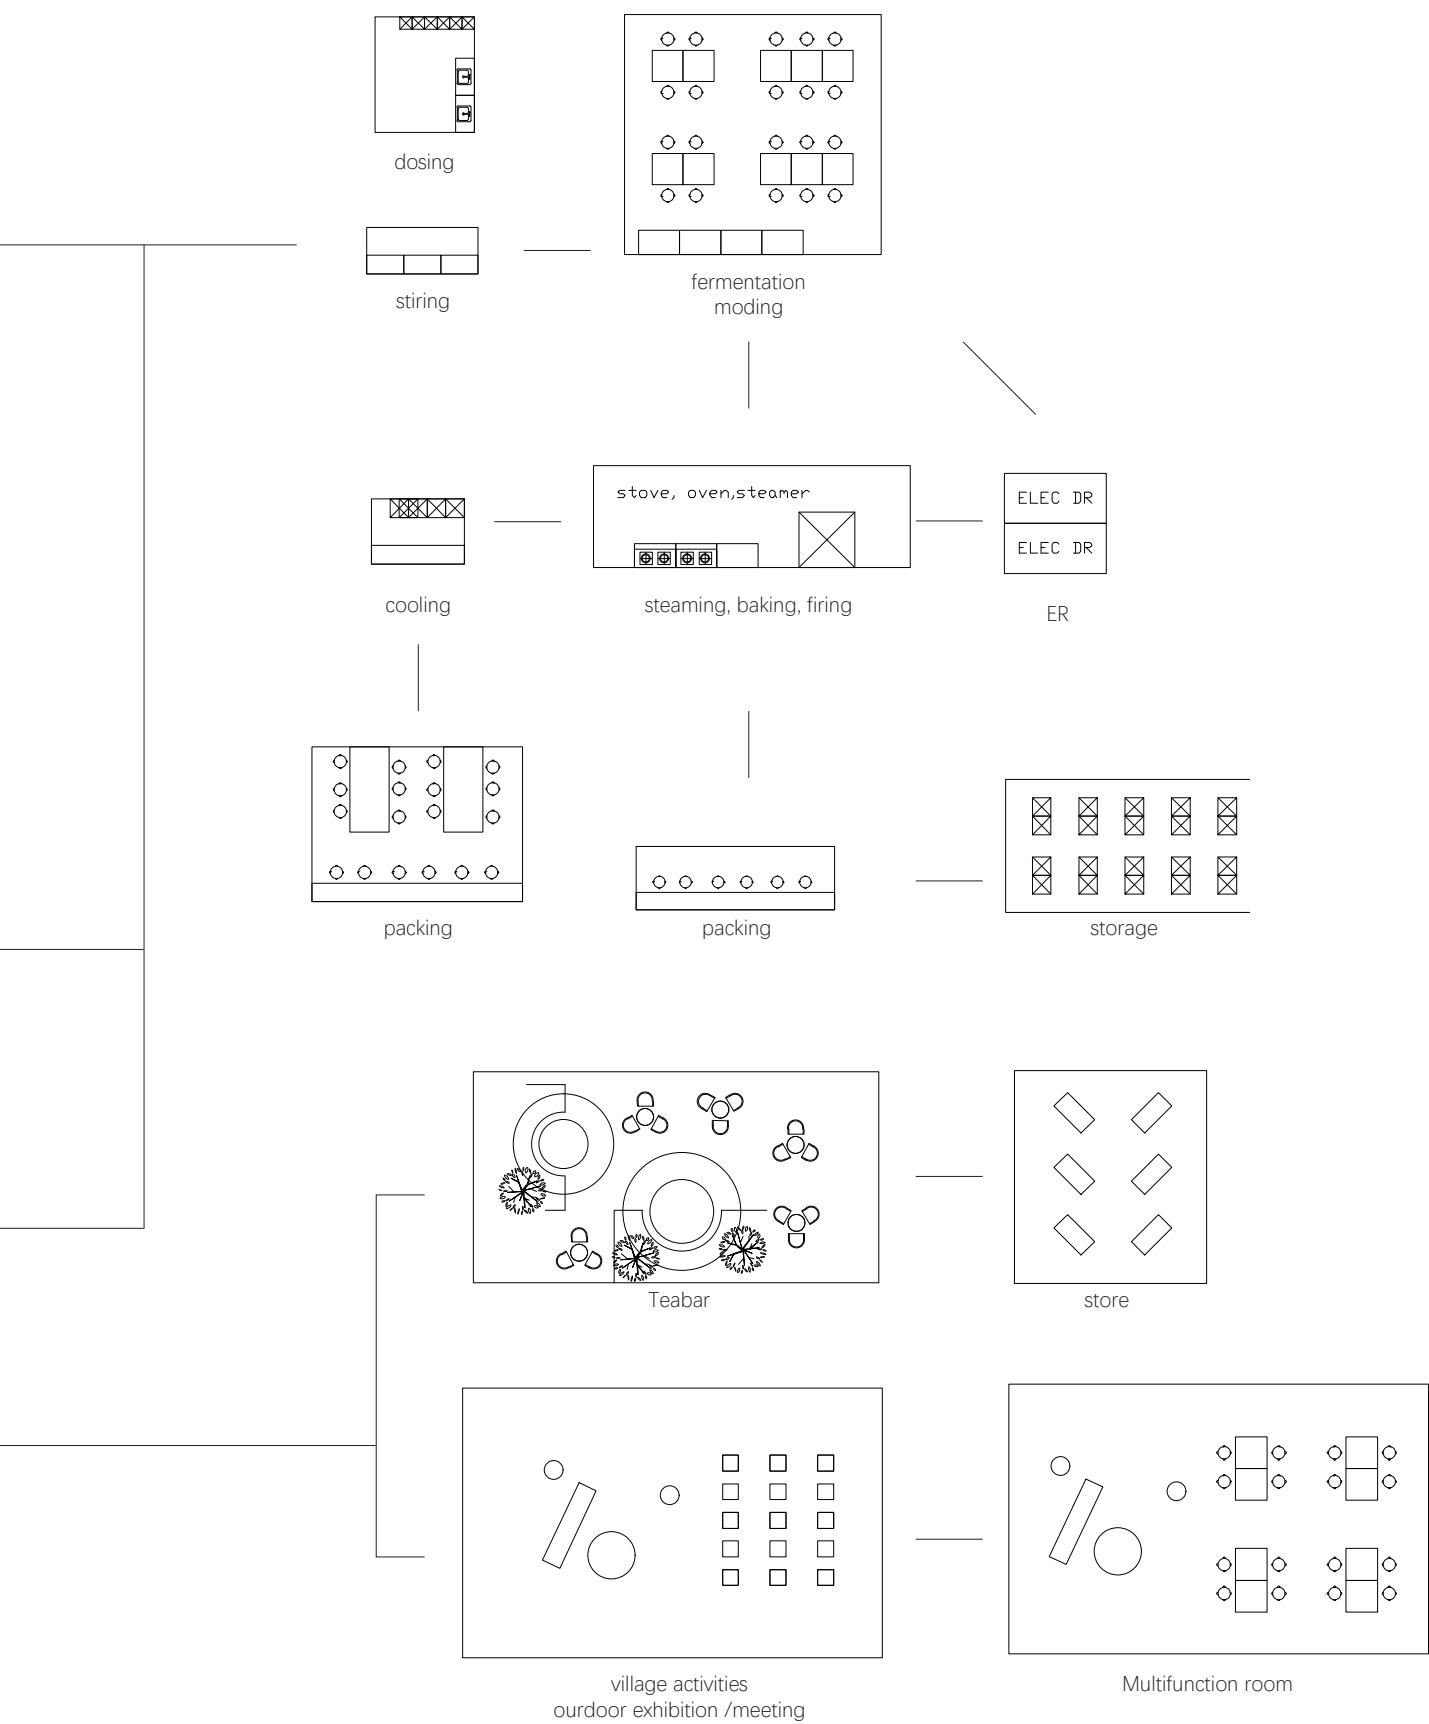 dosing
stiring
fermentation
moding
stove, oven,steamer
ELEC DR
ELEC DR
cooling
steaming, baking, firing
ER
packing
packing
storage
Teabar
store
village activities
ourdoor exhibition /meeting
Multifunction room